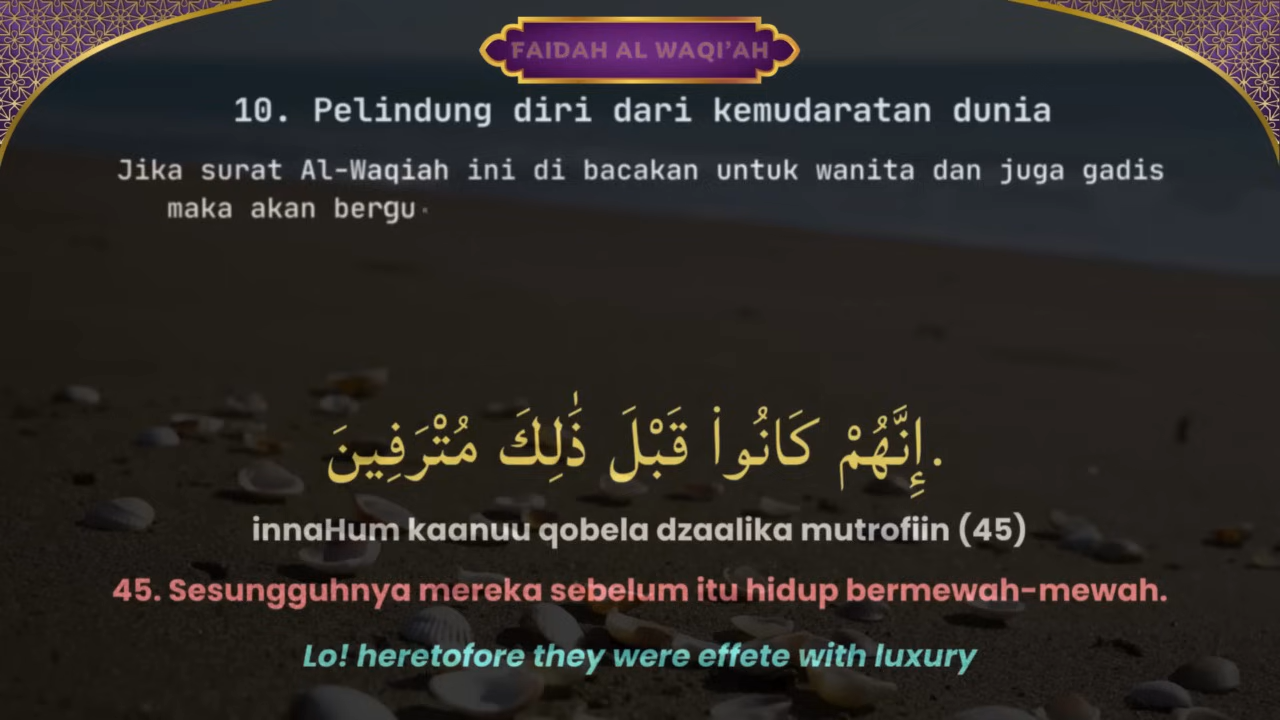 FAIDAH AL WAQI'AH
10. Pelindung diri dari kemudaratan dunia
Jika surat Al-Waqiah ini di bacakan untuk wanita dan juga gadis
maka akan bergu
إِنَّهُمْ كَانُوا۟ قَبْلَ ذَٰلِكَ مُتْرَفِينَ.
innaHum kaanuu qobela dzaalika mutrofiin (45)
45. Sesungguhnya mereka sebelum itu hidup bermewah-mewah.
Lo! heretofore they were effete with luxury